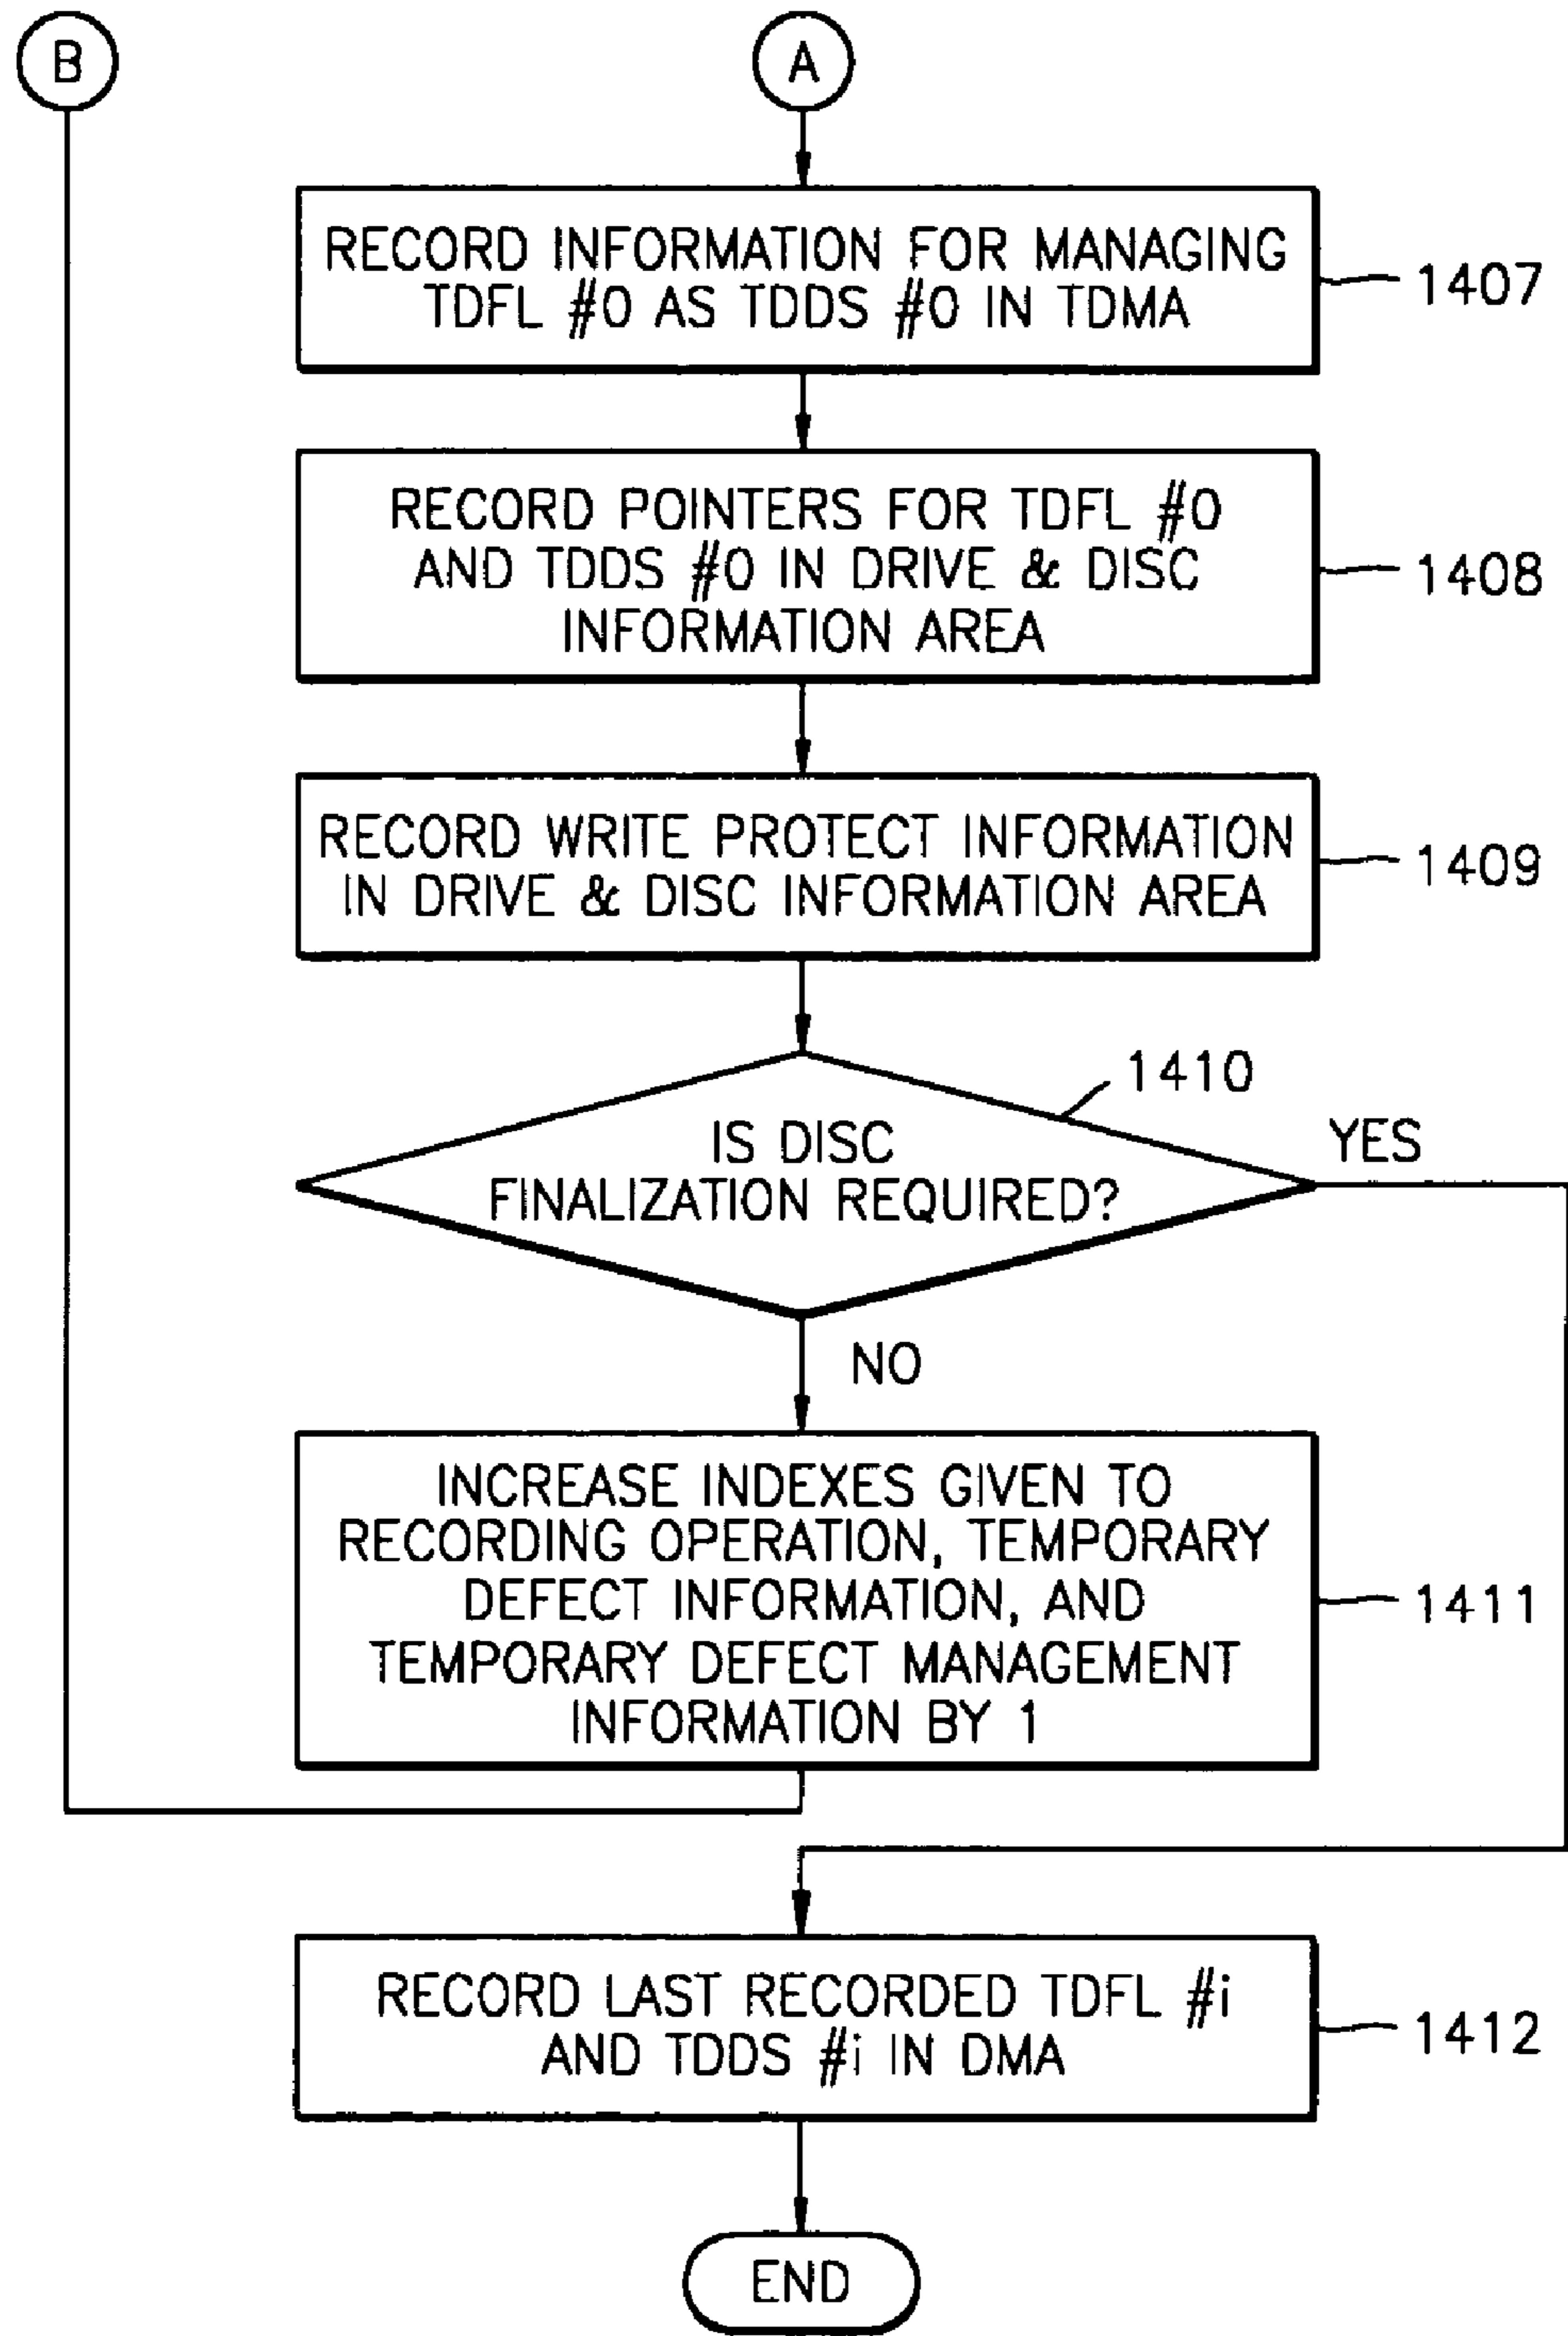 B
A
RECORD INFORMATION FOR MANAGING
TDFL #0 AS TDDS #0 IN TDMA
1407
RECORD POINTERS FOR TDFL #0
AND TDDS #0 IN DRIVE & DISC
INFORMATION AREA
1408
RECORD WRITE PROTECT INFORMATION
IN DRIVE & DISC INFORMATION AREA
1409
1410
IS DISC
FINALIZATION REQUIRED?
YES
NO
INCREASE INDEXES GIVEN TO
RECORDING OPERATION, TEMPORARY
DEFECT INFORMATION, AND
TEMPORARY DEFECT MANAGEMENT
INFORMATION BY 1
1411
RECORD LAST RECORDED TDFL #i
AND TDDS #i IN DMA
1412
END